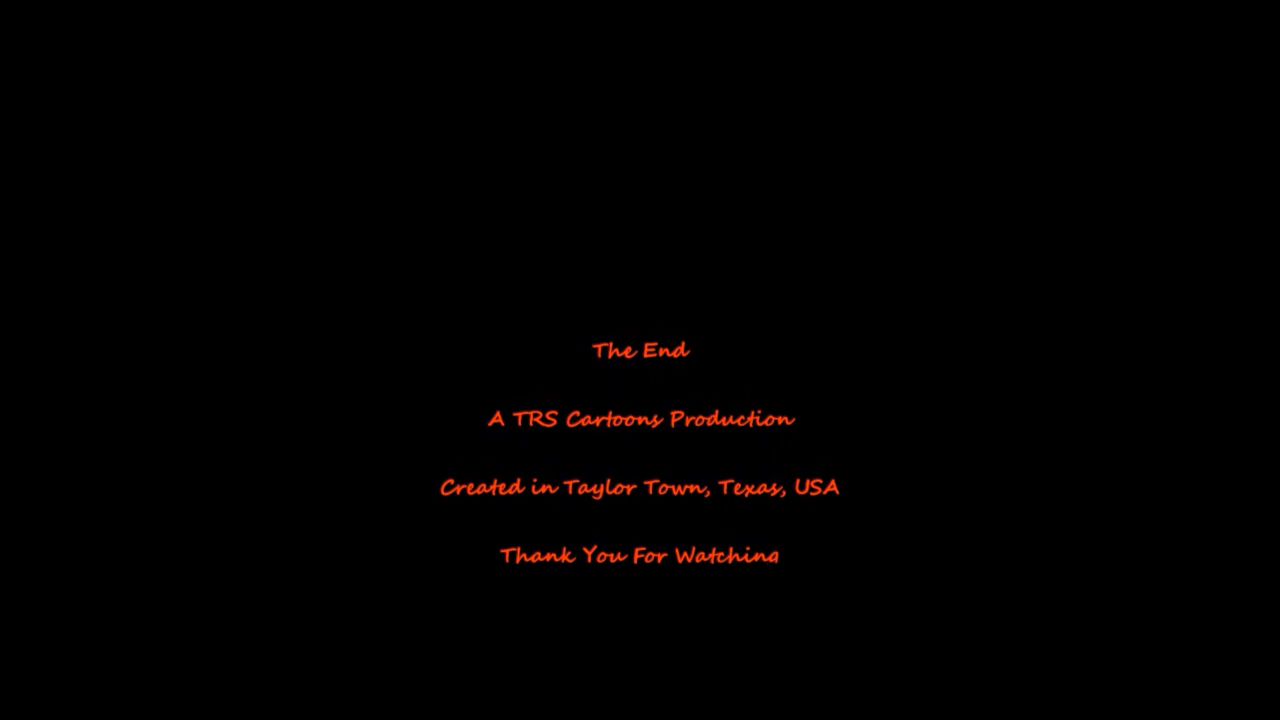 The End
A TRS Cartoons Production
Created in Taylor Town, Texas, USA
Thank You For Watching